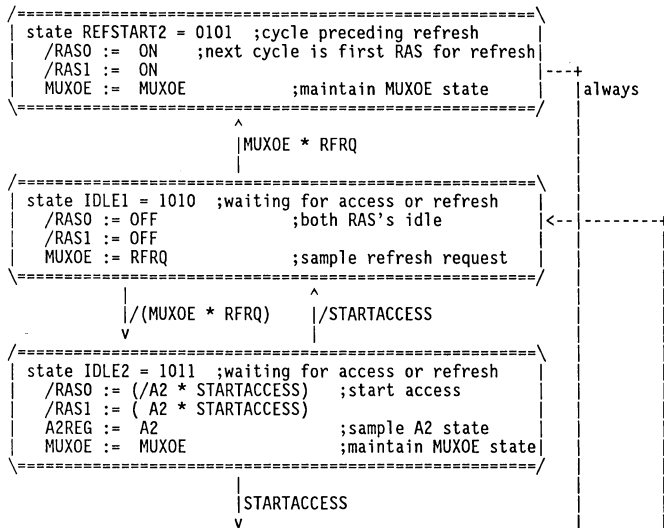 state REFSTART2 = 0101 ;cycle preceding refresh
/RAS0 := ON ;next cycle is first RAS for refresh
/RAS1 := ON
MUXOE := MUXOE ;maintain MUXOE state
always
MUXOE * RFRQ
state IDLE1 = 1010 ;waiting for access or refresh
/RAS0 := OFF ;both RAS's idle
/RAS1 := OFF
MUXOE := RFRQ ;sample refresh request
/(MUXOE * RFRQ) /STARTACCESS
state IDLE2 = 1011 ;waiting for access or refresh
/RAS0 := (/A2 * STARTACCESS) ;start access
/RAS1 := ( A2 * STARTACCESS)
A2REG := A2 ;sample A2 state
MUXOE := MUXOE ;maintain MUXOE state
STARTACCESS